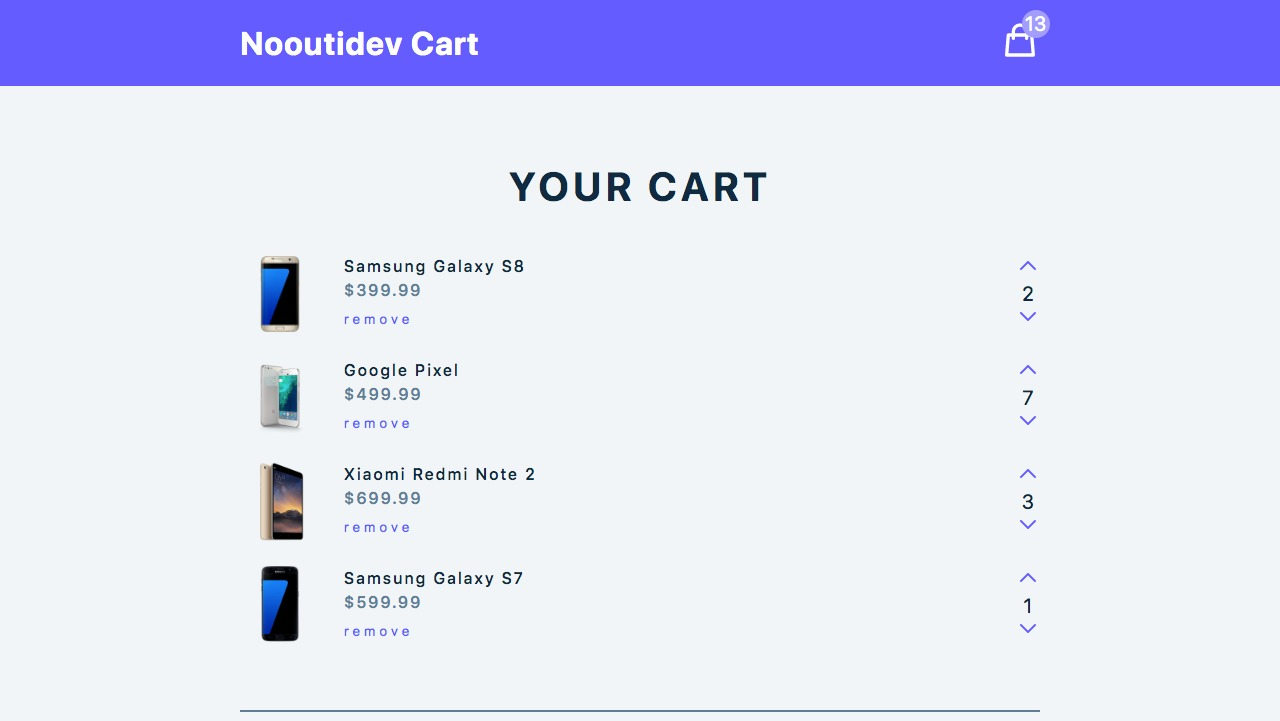 Nooutidev Cart
13
YOUR CART
Samsung Galaxy S8
$399.99
remove
2
Google Pixel
$499.99
remove
7
Xiaomi Redmi Note 2
$699.99
remove
3
Samsung Galaxy S7
$599.99
remove
1